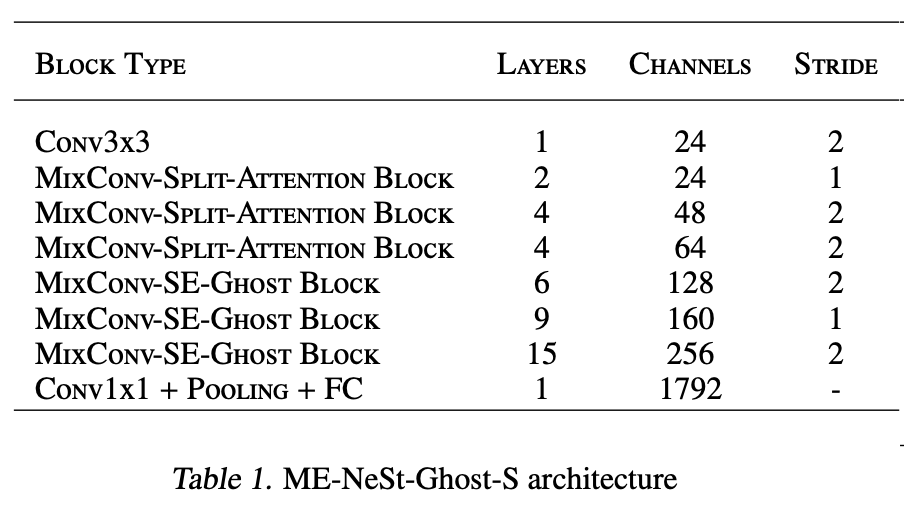 Block Type Layers Channels Stride
Conv3x3 1 24 2
MixConv-Split-Attention Block 2 24 1
MixConv-Split-Attention Block 4 48 2
MixConv-Split-Attention Block 4 64 2
MixConv-SE-Ghost Block 6 128 2
MixConv-SE-Ghost Block 9 160 1
MixConv-SE-Ghost Block 15 256 2
Conv1x1 + Pooling + FC 1 1792 -
Table 1. ME-NeSt-Ghost-S architecture